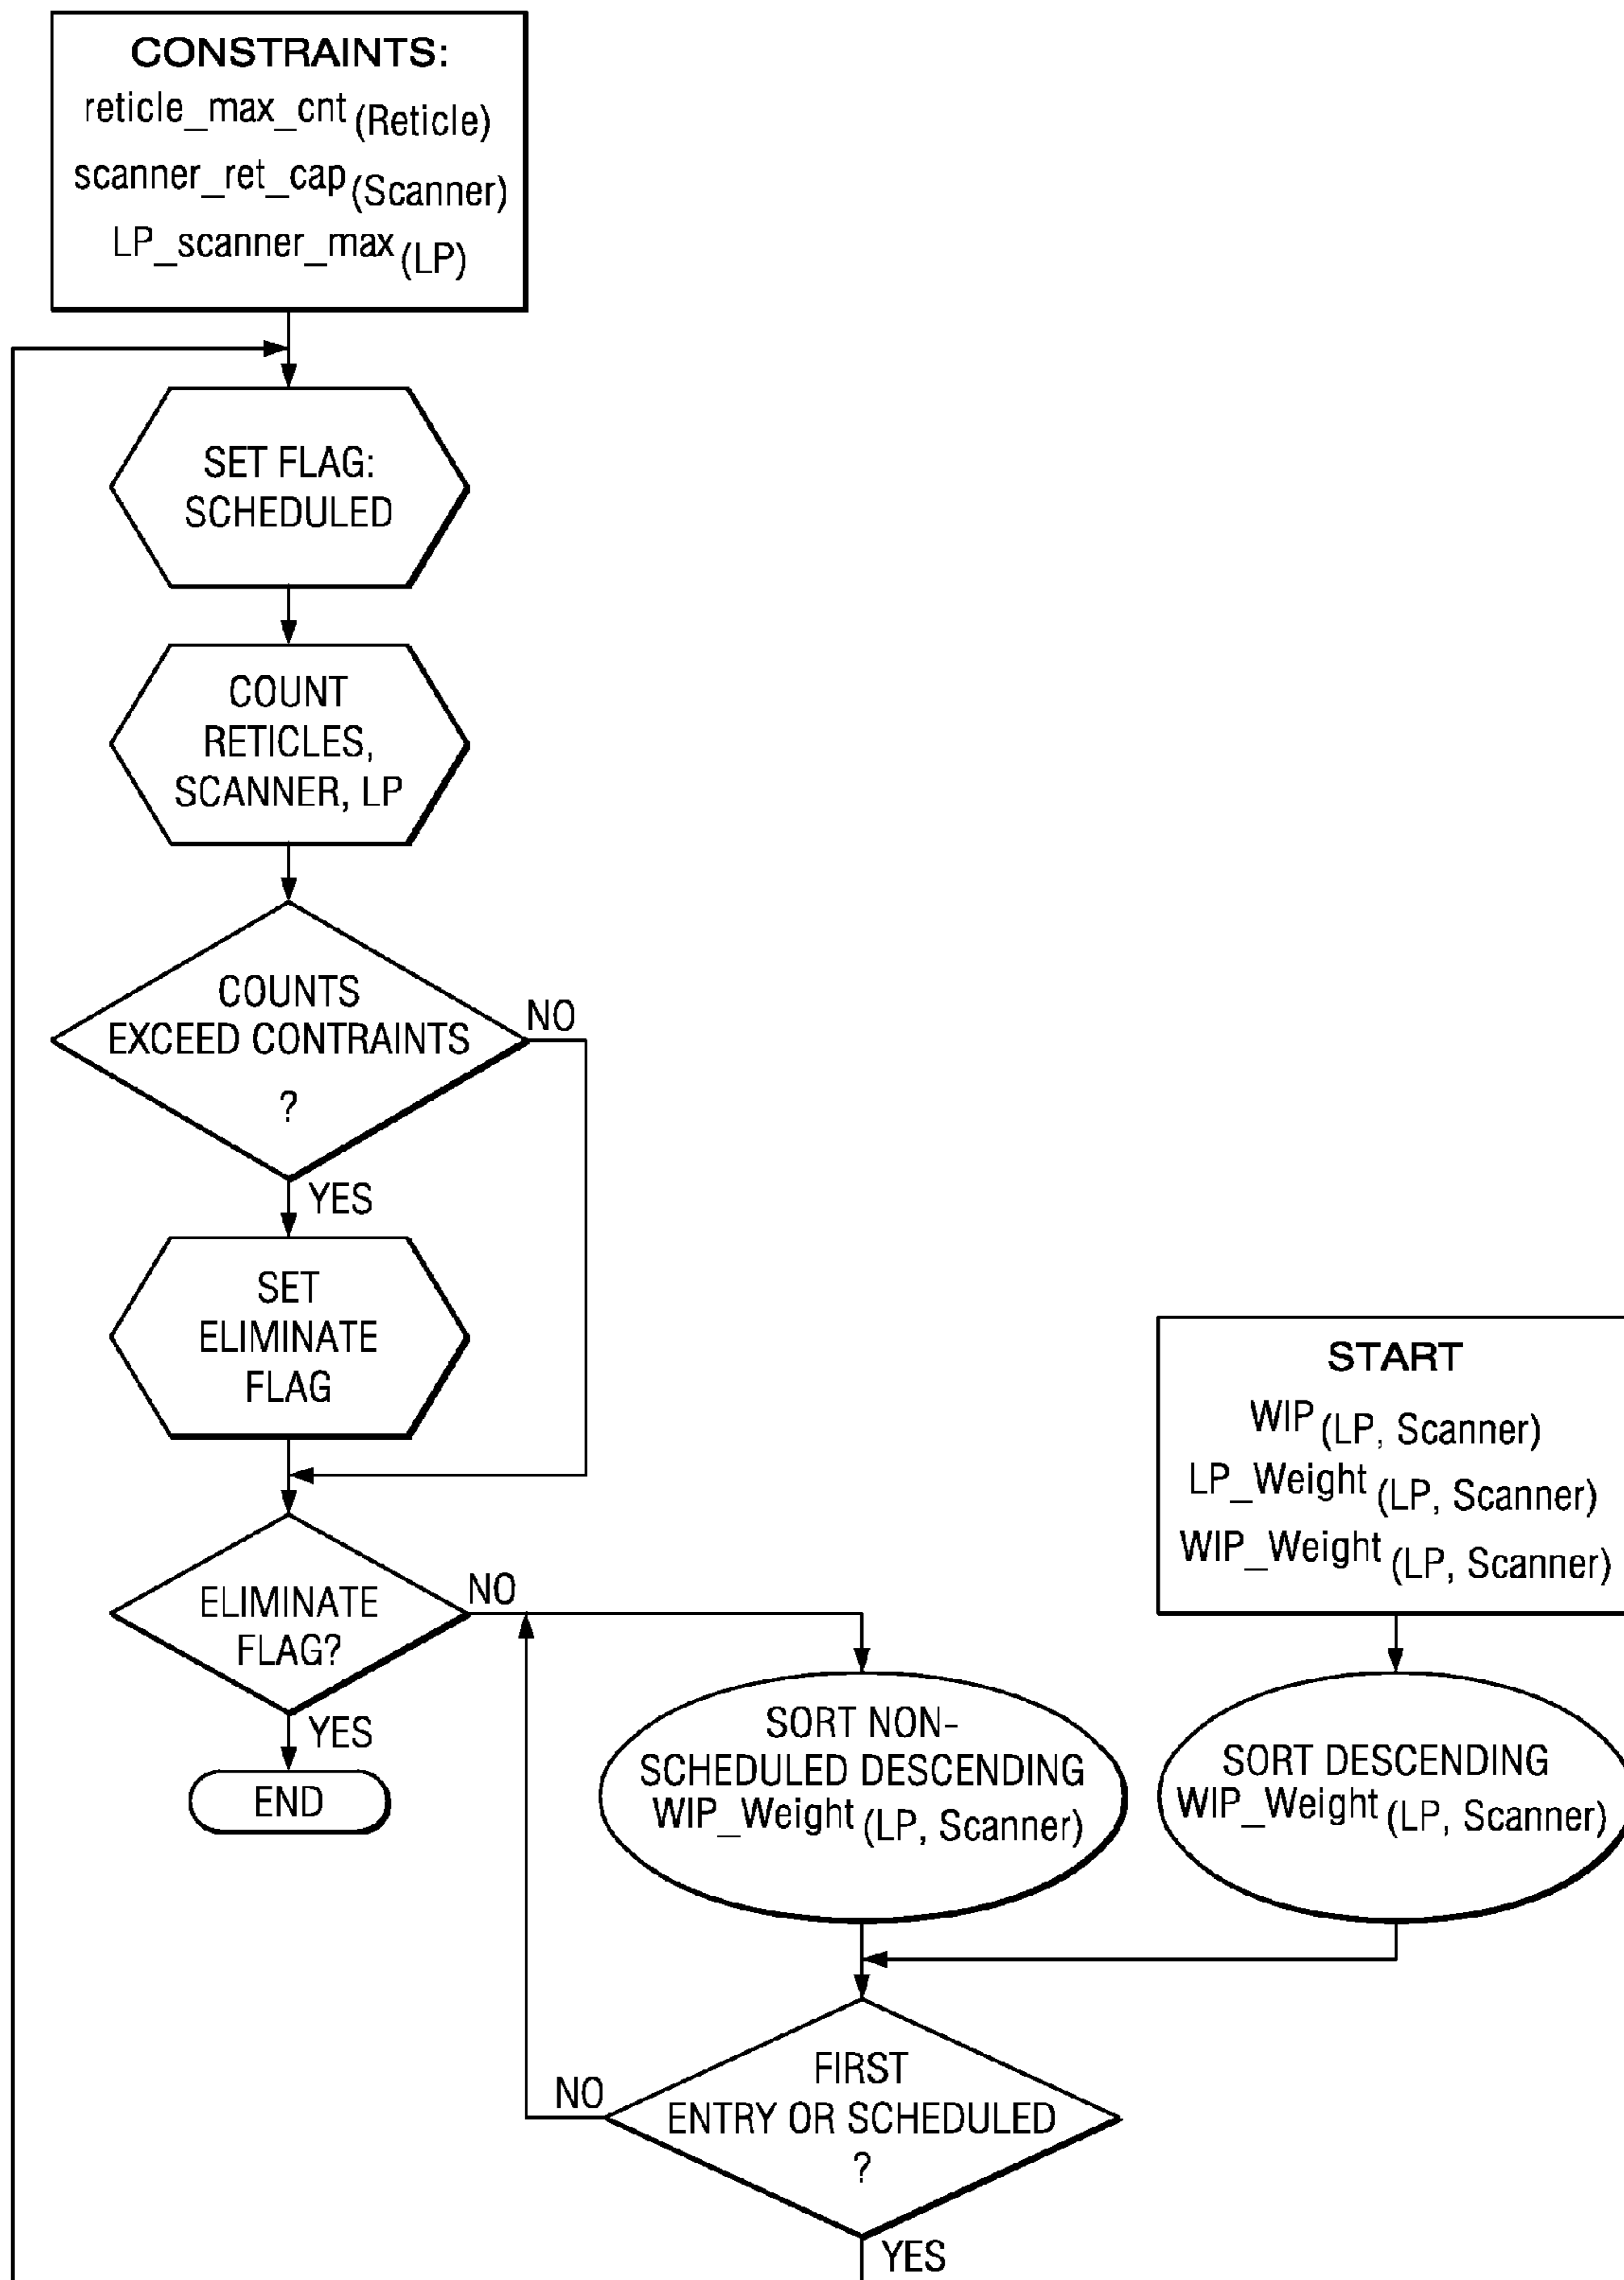 CONSTRAINTS:
reticle_max_cnt (Reticle)
scanner_ret_cap (Scanner)
LP_scanner_max (LP)
SET FLAG:
SCHEDULED
COUNT
RETICLES,
SCANNER, LP
COUNTS
EXCEED CONTRAINTS
?
NO
YES
SET
ELIMINATE
FLAG
ELIMINATE
FLAG?
NO
YES
END
START
WIP (LP, Scanner)
LP_Weight (LP, Scanner)
WIP_Weight (LP, Scanner)
SORT NON-
SCHEDULED DESCENDING
WIP_Weight (LP, Scanner)
SORT DESCENDING
WIP_Weight (LP, Scanner)
FIRST
ENTRY OR SCHEDULED
?
NO
YES